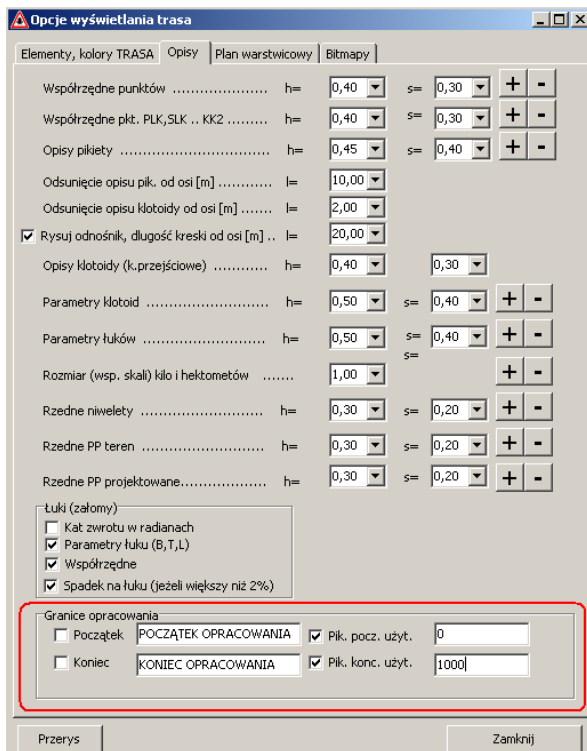 Opcje wyświetlania trasa
Elementy, kolory TRASA Opisy Plan warstwicowy Bitmapy
Współrzędne punktów ..................... h= 0,40 s= 0,30 + -
Współrzędne pkt. PLK,SLK .. KK2 ......... h= 0,40 s= 0,30 + -
Opisy pikiety ........................... h= 0,45 s= 0,40 + -
Odsunięcie opisu pik. od osi [m] ............ l= 10,00
Odsunięcie opisu klotoidy od osi [m] ....... l= 2,00
Rysuj odnośnik, dlugość kreski od osi [m] .. l= 20,00
Opisy klotoidy (k.przejściowe) .......... h= 0,40 0,30
Parametry klotoid ........................... h= 0,50 s= 0,40 + -
Parametry łuków ........................... h= 0,50 s= 0,40 + -
s=
Rozmiar (wsp. skali) kilo i hektometów ...... 1,00 + -
Rzedne niwelety ........................ h= 0,30 s= 0,20 + -
Rzedne PP teren ........................ h= 0,30 s= 0,20 + -
Rzedne PP projektowane................... h= 0,30 s= 0,20 + -
Łuki (załomy)
Kat zwrotu w radianach
Parametry łuku (B,T,L)
Współrzędne
Spadek na łuku (jeżeli większy niż 2%)
Granice opracowania
Początek POCZĄTEK OPRACOWANIA Pik. pocz. użyt. 0
Koniec KONIEC OPRACOWANIA Pik. konc. użyt. 1000
Przerys Zamknij